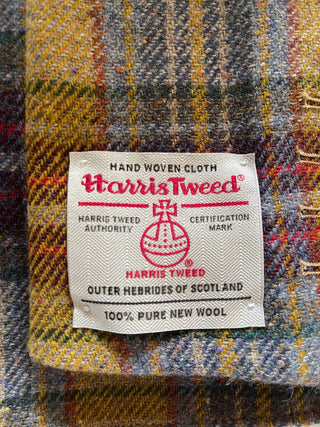 HAND WOVEN CLOTH
Harris Tweed®
HARRIS TWEED CERTIFICATION
AUTHORITY MARK
®
HARRIS TWEED
OUTER HEBRIDES OF SCOTLAND
100% PURE NEW WOOL